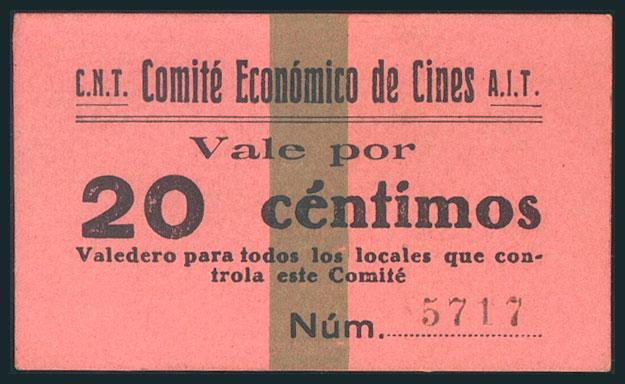 C.N.T. Comité Económico de Cines A.I.T.
Vale por
20 céntimos
Valedero para todos los locales que con-
trola este Comité
Núm. 5717